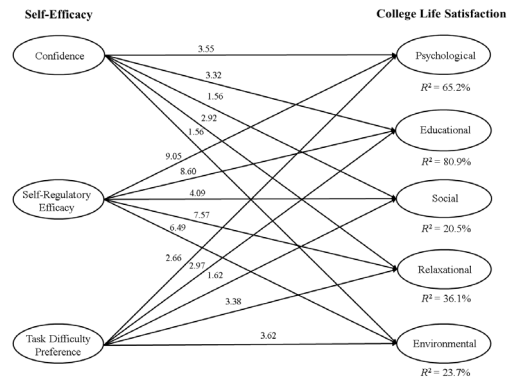 Self-Efficacy
College Life Satisfaction
Confidence
Psychological
R² = 65.2%
Educational
R² = 80.9%
Self-Regulatory
Efficacy
Social
R² = 20.5%
Relaxational
R² = 36.1%
Task Difficulty
Preference
Environmental
R² = 23.7%
3.55
3.32
1.56
2.92
1.56
9.05
8.60
4.09
7.57
6.49
2.66
2.97
1.62
3.38
3.62